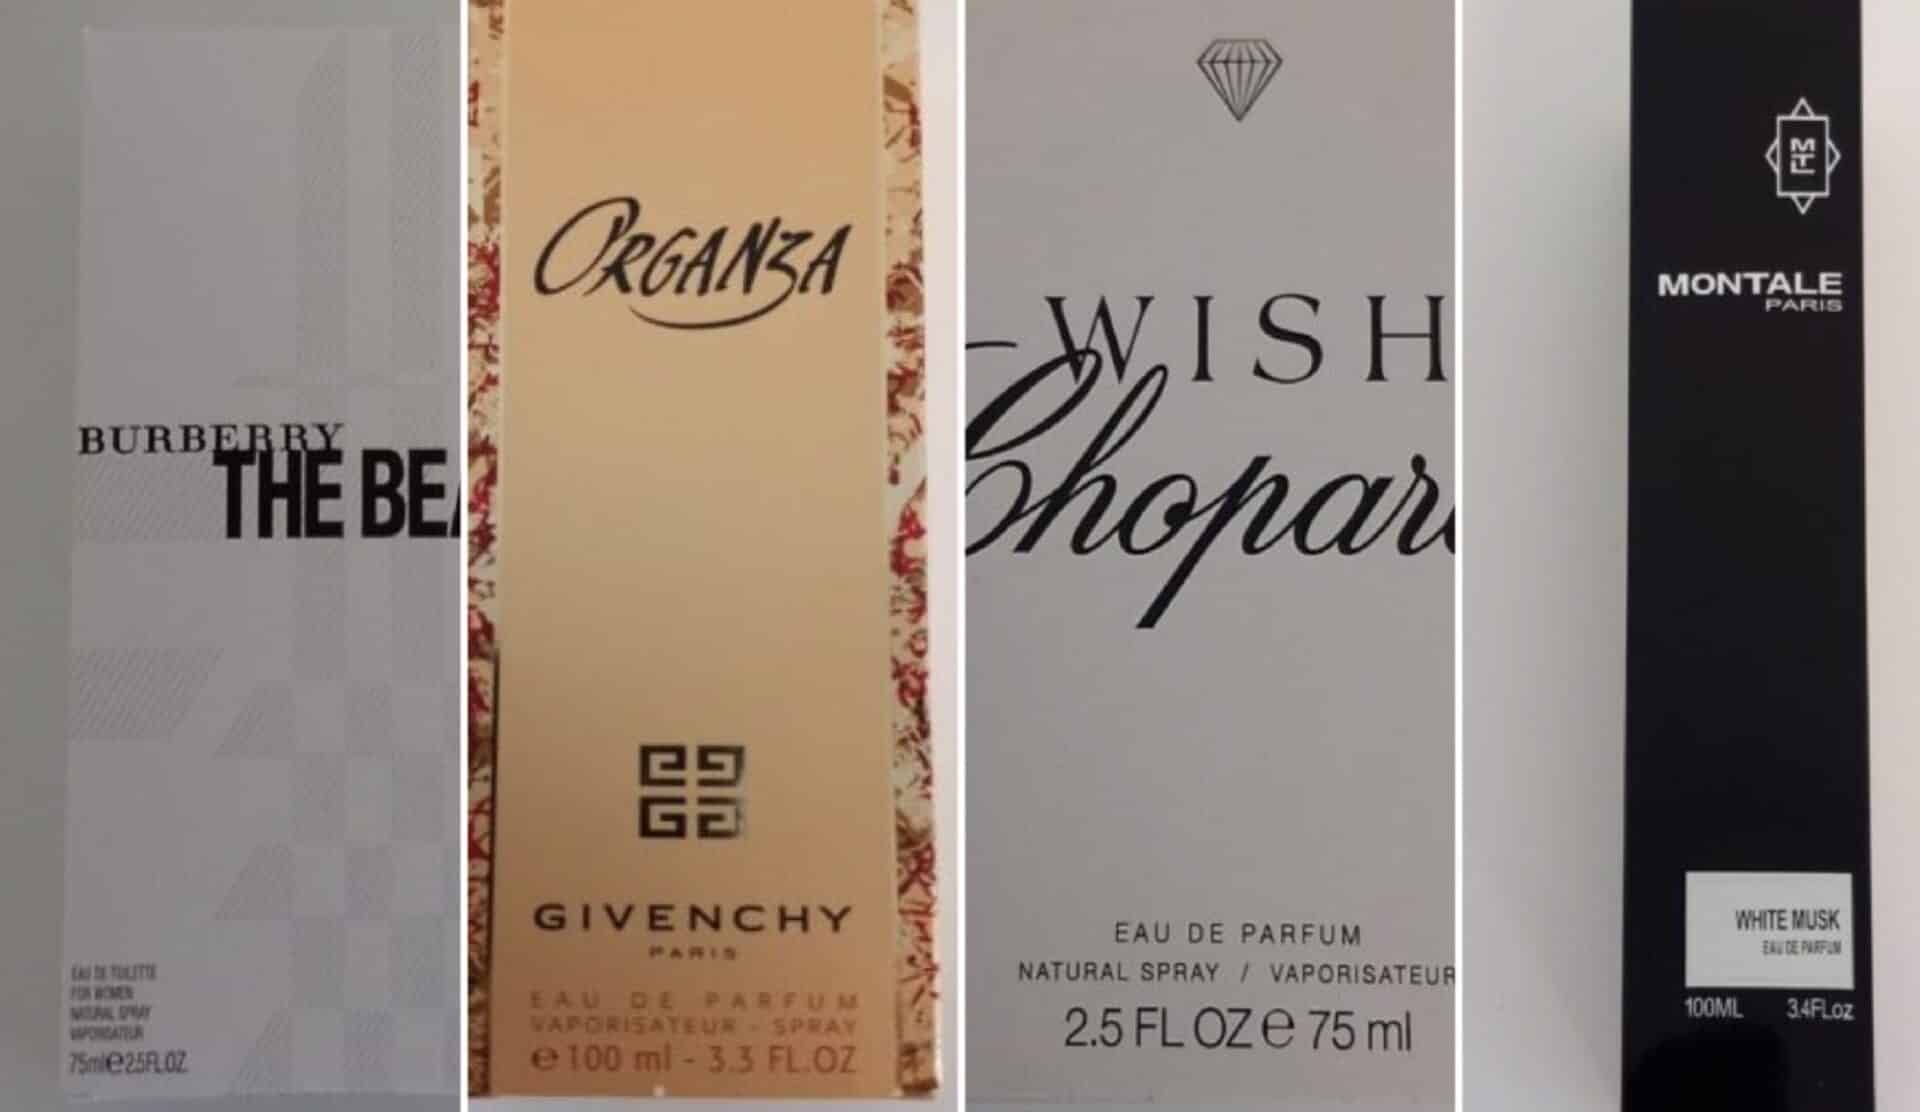 BURBERRY
THE BEA
EAU DE TOILETTE
FOR WOMEN
NATURAL SPRAY
VAPORISATEUR
75ml e 2.5FL.OZ.
ORGANZA
GIVENCHY
PARIS
EAU DE PARFUM
VAPORISATEUR - SPRAY
e 100 ml - 3.3 FL.OZ
WISH
Chopar
EAU DE PARFUM
NATURAL SPRAY / VAPORISATEUR
2.5 FL OZ e 75 ml
MTL
MONTALE
PARIS
WHITE MUSK
EAU DE PARFUM
100ML 3.4FLoz